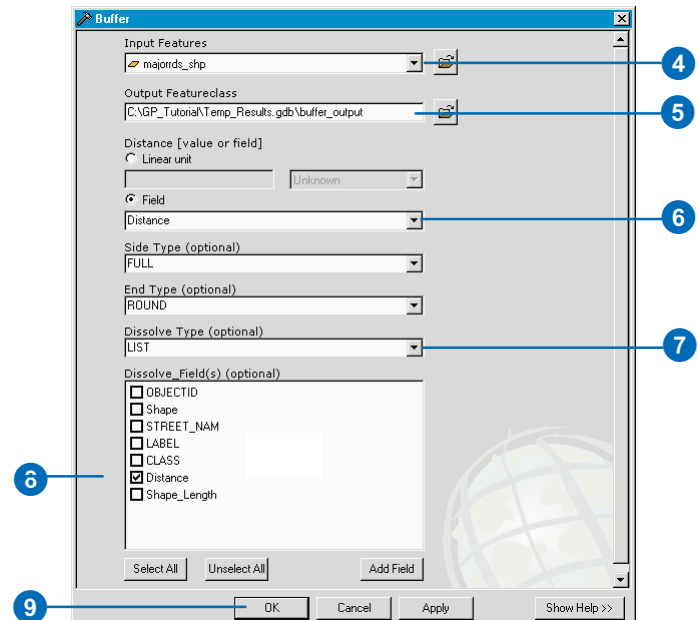 Buffer
Input Features
majorrds_shp
4
Output Featureclass
C:\GP_Tutorial\Temp_Results.gdb\buffer_output
5
Distance [value or field]
Linear unit
Unknown
Field
Distance
6
Side Type (optional)
FULL
End Type (optional)
ROUND
Dissolve Type (optional)
LIST
7
Dissolve_Field(s) (optional)
OBJECTID
Shape
STREET_NAM
LABEL
CLASS
Distance
8
Shape_Length
Select All Unselect All Add Field
9
OK Cancel Apply Show Help >>